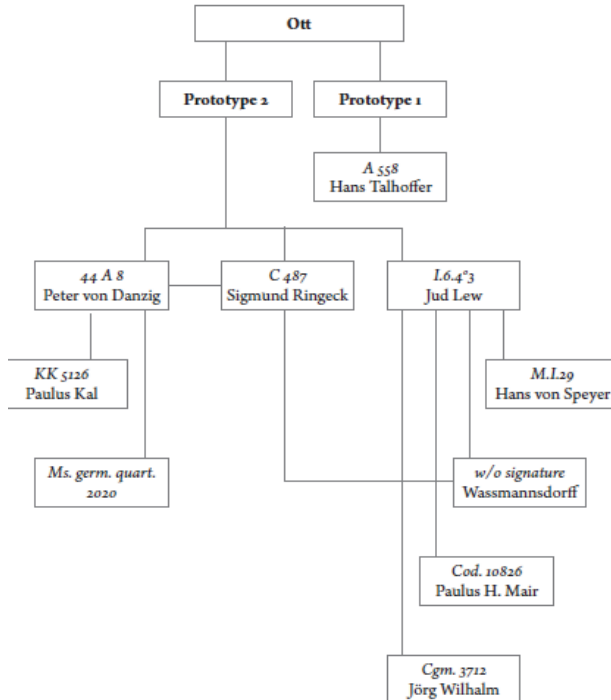 Ott
Prototype 2
Prototype 1
A 558
Hans Talhoffer
44 A 8
Peter von Danzig
C 487
Sigmund Ringeck
I.6.4°3
Jud Lew
KK 5126
Paulus Kal
M.I.29
Hans von Speyer
Ms. germ. quart.
2020
w/o signature
Wassmannsdorff
Cod. 10826
Paulus H. Mair
Cgm. 3712
Jörg Wilhalm